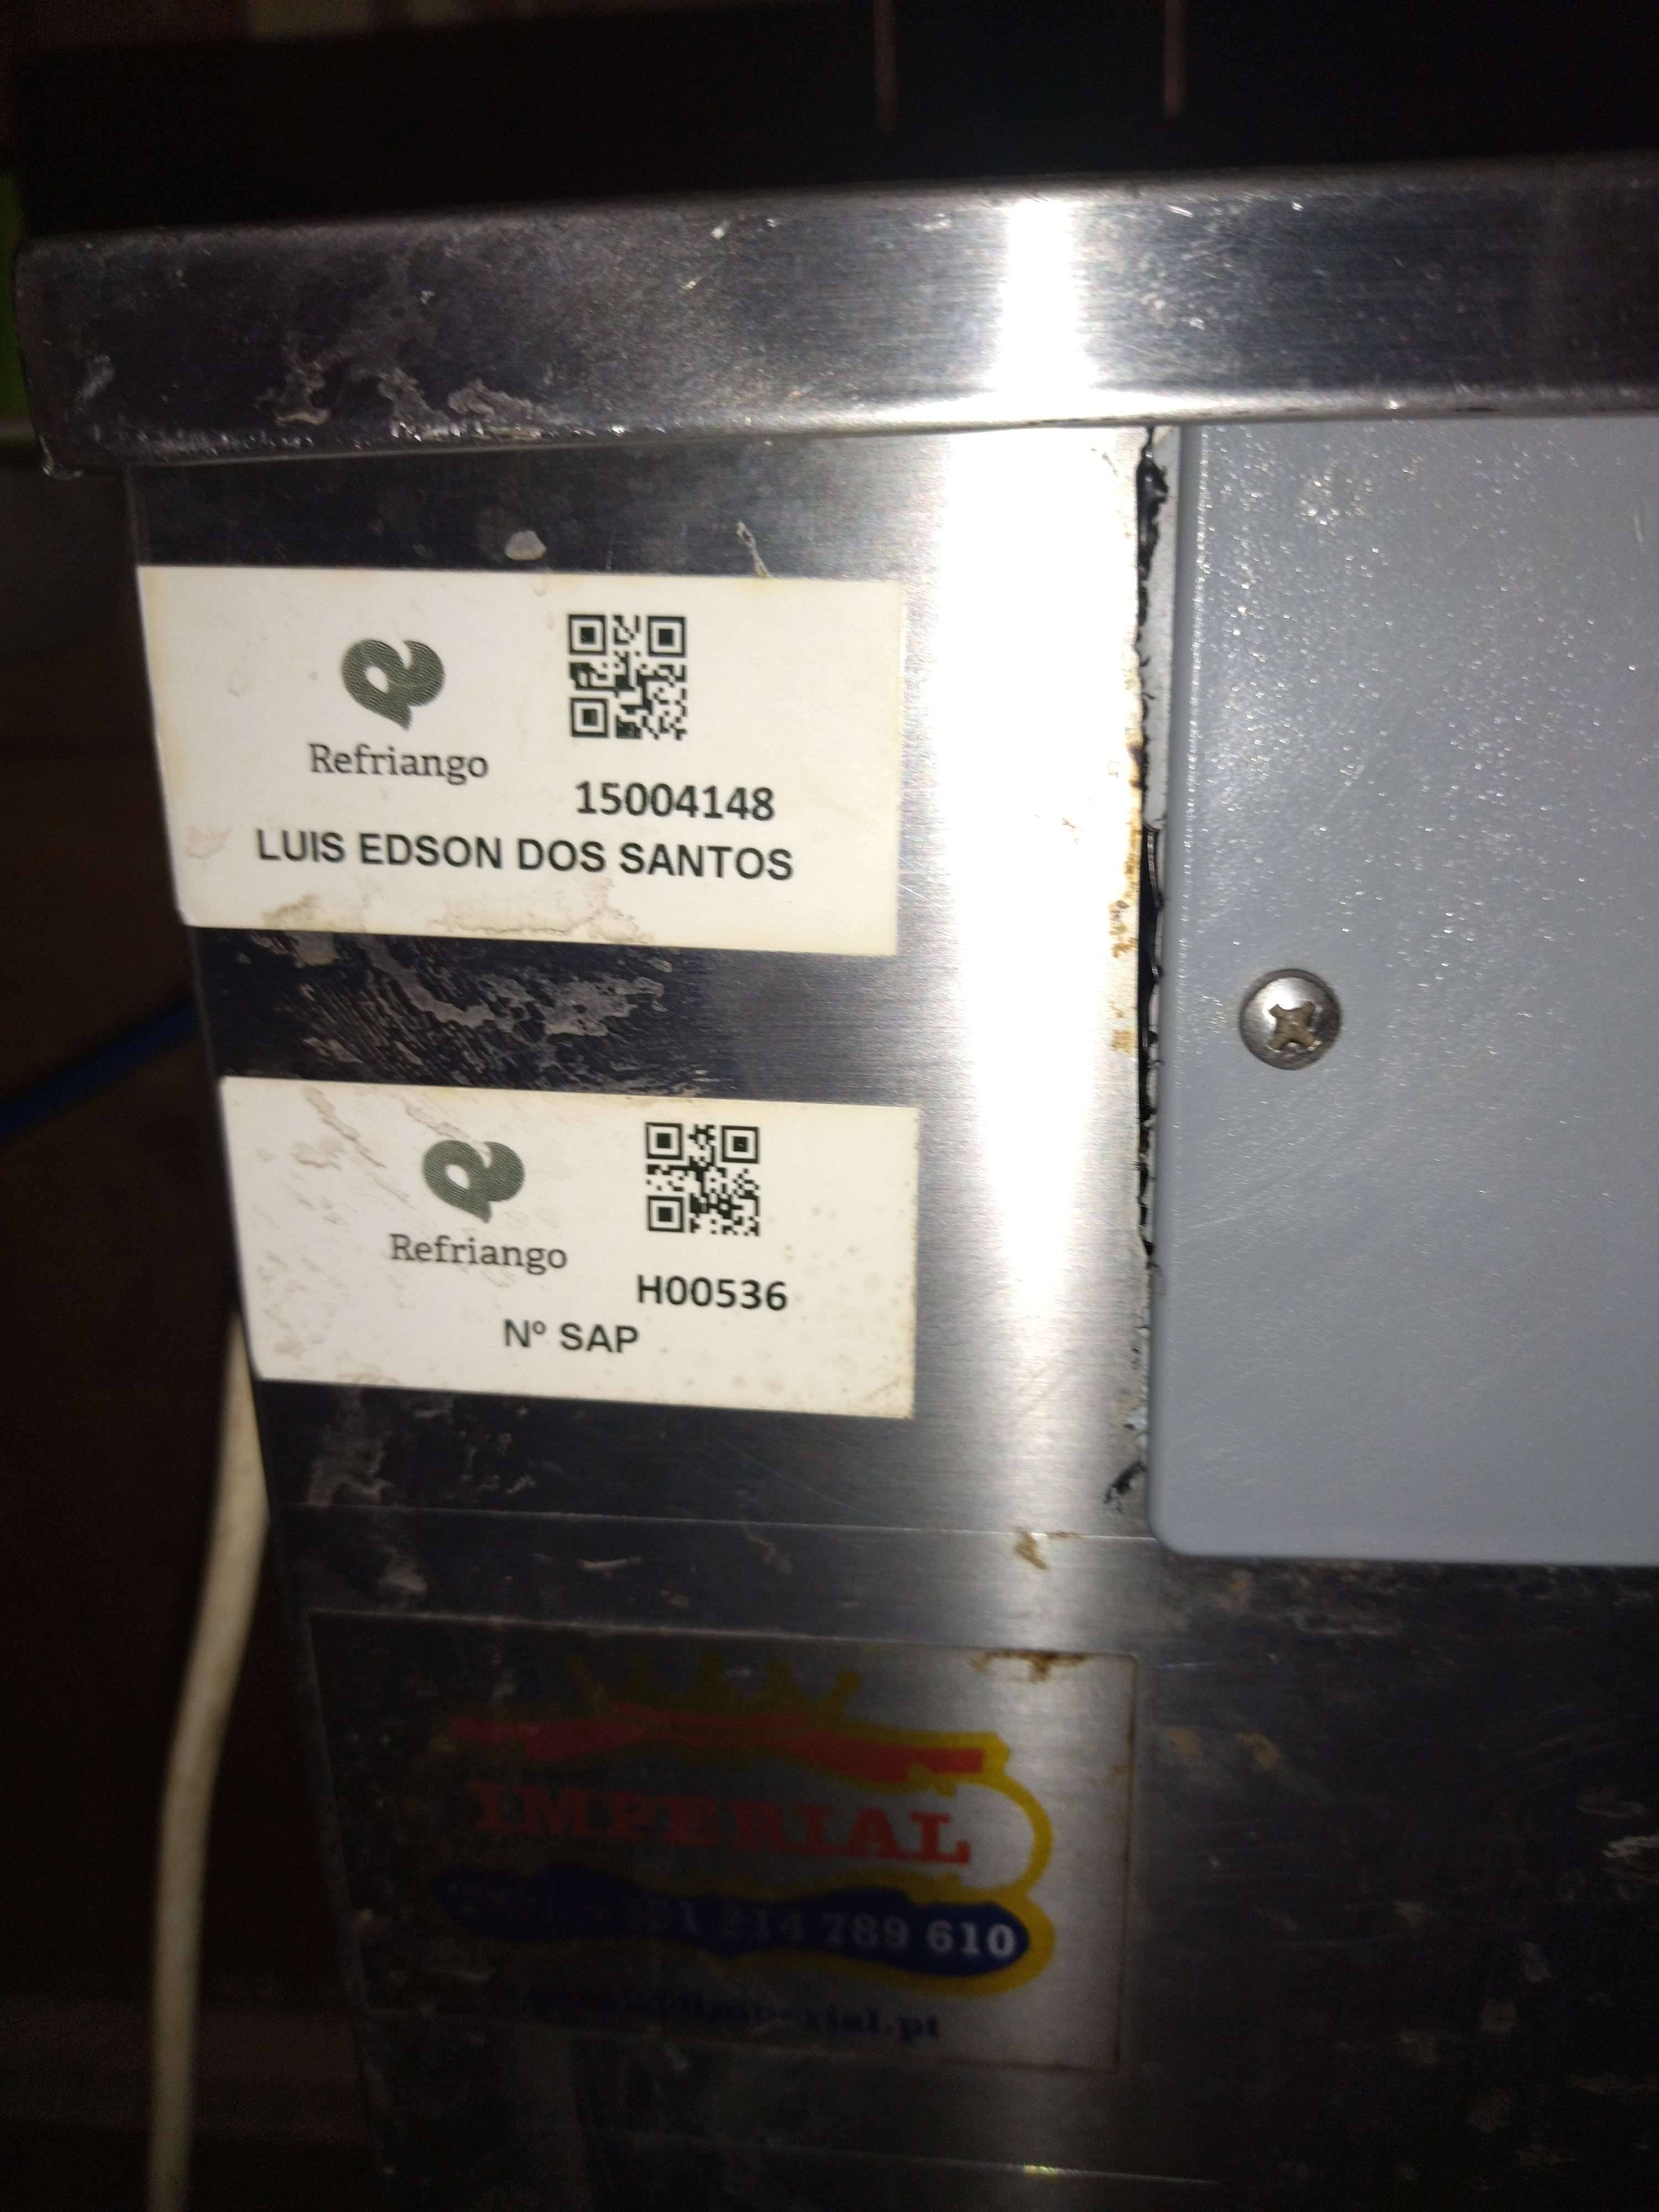 Refriango
15004148
LUIS EDSON DOS SANTOS
Refriango
H00536
Nº SAP
IMPERIAL
214 789 610